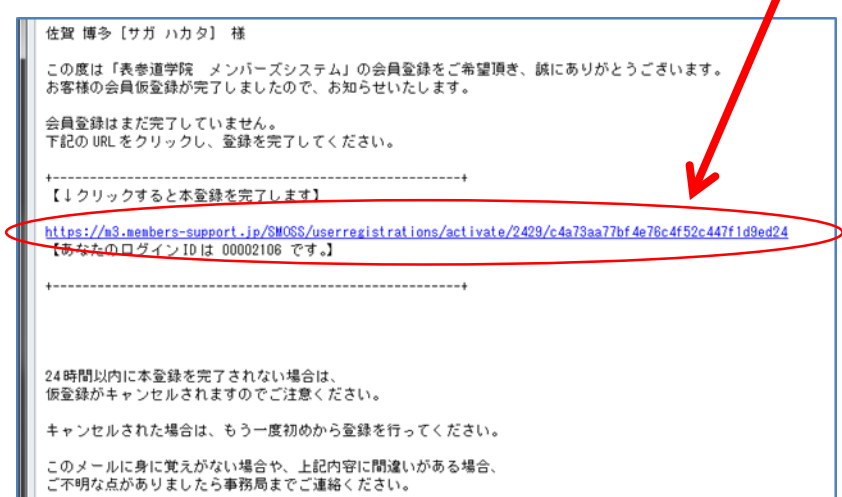 佐賀 博多 [サガ ハカタ] 様
この度は「表参道学院 メンバーズシステム」の会員登録をご希望頂き、誠にありがとうございます。
お客様の会員仮登録が完了しましたので、お知らせいたします。
会員登録はまだ完了していません。
下記の URL をクリックし、登録を完了してください。
+-------------------------------------------------------+
【↓クリックすると本登録を完了します】
https://m3.members-support.jp/SMOSS/userregistrations/activate/2429/c4a73aa77bf4e76c4f52c447f1d9ed24
【あなたのログイン ID は 00002106 です。】
+-------------------------------------------------------+
24 時間以内に本登録を完了されない場合は、
仮登録がキャンセルされますのでご注意ください。
キャンセルされた場合は、もう一度初めから登録を行ってください。
このメールに身に覚えがない場合や、上記内容に間違いがある場合、
ご不明な点がありましたら事務局までご連絡ください。